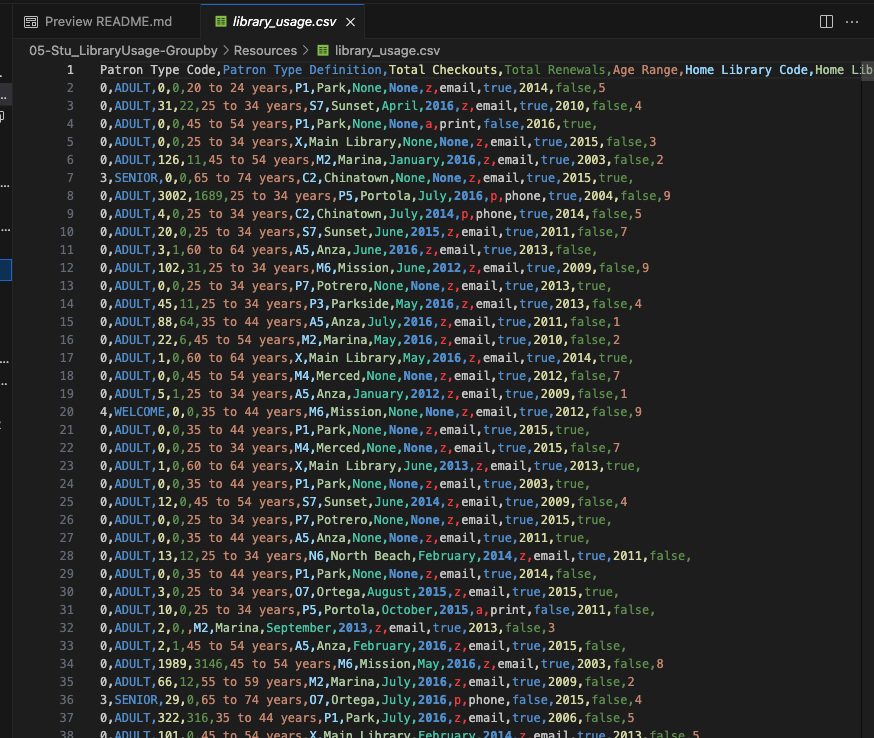 Preview README.md
library_usage.csv
05-Stu_LibraryUsage-Groupby > Resources > library_usage.csv
1 Patron Type Code,Patron Type Definition,Total Checkouts,Total Renewals,Age Range,Home Library Code,Home Lib
2 0,ADULT,0,0,20 to 24 years,P1,Park,None,None,z,email,true,2014,false,5
3 0,ADULT,31,22,25 to 34 years,S7,Sunset,April,2016,z,email,true,2010,false,4
4 0,ADULT,0,0,45 to 54 years,P1,Park,None,None,a,print,false,2016,true,
5 0,ADULT,0,0,25 to 34 years,X,Main Library,None,None,z,email,true,2015,false,3
6 0,ADULT,126,11,45 to 54 years,M2,Marina,January,2016,z,email,true,2003,false,2
7 3,SENIOR,0,0,65 to 74 years,C2,Chinatown,None,None,z,email,true,2015,true,
8 0,ADULT,3002,1689,25 to 34 years,P5,Portola,July,2016,p,phone,true,2004,false,9
9 0,ADULT,4,0,25 to 34 years,C2,Chinatown,July,2014,p,phone,true,2014,false,5
10 0,ADULT,20,0,25 to 34 years,S7,Sunset,June,2015,z,email,true,2011,false,7
11 0,ADULT,3,1,60 to 64 years,A5,Anza,June,2016,z,email,true,2013,false,
12 0,ADULT,102,31,25 to 34 years,M6,Mission,June,2012,z,email,true,2009,false,9
13 0,ADULT,0,0,25 to 34 years,P7,Potrero,None,None,z,email,true,2013,true,
14 0,ADULT,45,11,25 to 34 years,P3,Parkside,May,2016,z,email,true,2013,false,4
15 0,ADULT,88,64,35 to 44 years,A5,Anza,July,2016,z,email,true,2011,false,1
16 0,ADULT,22,6,45 to 54 years,M2,Marina,May,2016,z,email,true,2010,false,2
17 0,ADULT,1,0,60 to 64 years,X,Main Library,May,2016,z,email,true,2014,true,
18 0,ADULT,0,0,45 to 54 years,M4,Merced,None,None,z,email,true,2012,false,7
19 0,ADULT,5,1,25 to 34 years,A5,Anza,January,2012,z,email,true,2009,false,1
20 4,WELCOME,0,0,35 to 44 years,M6,Mission,None,None,z,email,true,2012,false,9
21 0,ADULT,0,0,35 to 44 years,P1,Park,None,None,z,email,true,2015,true,
22 0,ADULT,0,0,25 to 34 years,M4,Merced,None,None,z,email,true,2015,false,7
23 0,ADULT,1,0,60 to 64 years,X,Main Library,June,2013,z,email,true,2013,true,
24 0,ADULT,0,0,35 to 44 years,P1,Park,None,None,z,email,true,2003,true,
25 0,ADULT,12,0,45 to 54 years,S7,Sunset,June,2014,z,email,true,2009,false,4
26 0,ADULT,0,0,25 to 34 years,P7,Potrero,None,None,z,email,true,2015,true,
27 0,ADULT,0,0,35 to 44 years,A5,Anza,None,None,z,email,true,2011,true,
28 0,ADULT,13,12,25 to 34 years,N6,North Beach,February,2014,z,email,true,2011,false,
29 0,ADULT,0,0,35 to 44 years,P1,Park,None,None,z,email,true,2014,false,
30 0,ADULT,3,0,25 to 34 years,O7,Ortega,August,2015,z,email,true,2015,true,
31 0,ADULT,10,0,25 to 34 years,P5,Portola,October,2015,a,print,false,2011,false,
32 0,ADULT,2,0,,M2,Marina,September,2013,z,email,true,2013,false,3
33 0,ADULT,2,1,45 to 54 years,A5,Anza,February,2016,z,email,true,2015,false,
34 0,ADULT,1989,3146,45 to 54 years,M6,Mission,May,2016,z,email,true,2003,false,8
35 0,ADULT,66,12,55 to 59 years,M2,Marina,July,2016,z,email,true,2009,false,2
36 3,SENIOR,29,0,65 to 74 years,O7,Ortega,July,2016,p,phone,false,2015,false,4
37 0,ADULT,322,316,35 to 44 years,P1,Park,July,2016,z,email,true,2006,false,5
38 0,ADULT,101,0,45 to 54 years,X,Main Library,February,2014,z,email,true,2013,false,5